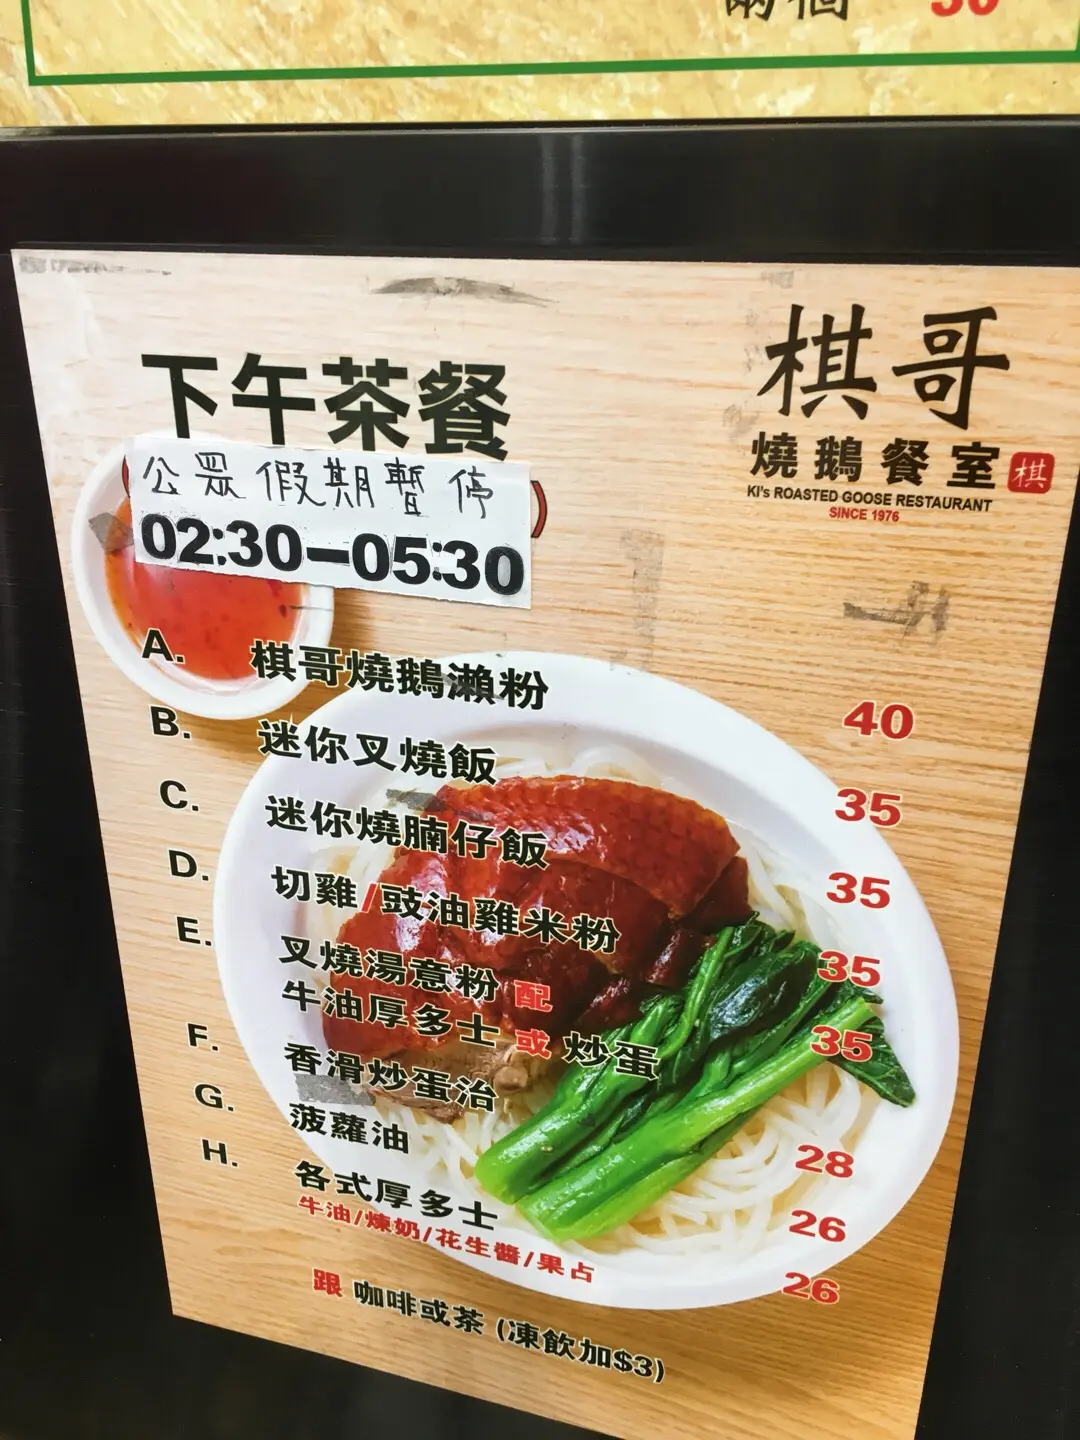 兩個 30
棋哥
燒鵝餐室 棋
KI's ROASTED GOOSE RESTAURANT
SINCE 1976
下午茶餐
公眾假期暫停
02:30-05:30
A. 棋哥燒鵝瀨粉 40
B. 迷你叉燒飯 35
C. 迷你燒腩仔飯 35
D. 切雞/豉油雞米粉 35
E. 叉燒湯意粉 配 35
牛油厚多士 或 炒蛋
F. 香滑炒蛋治 28
G. 菠蘿油 26
H. 各式厚多士 26
牛油/煉奶/花生醬/果占
跟 咖啡或茶 (凍飲加$3)